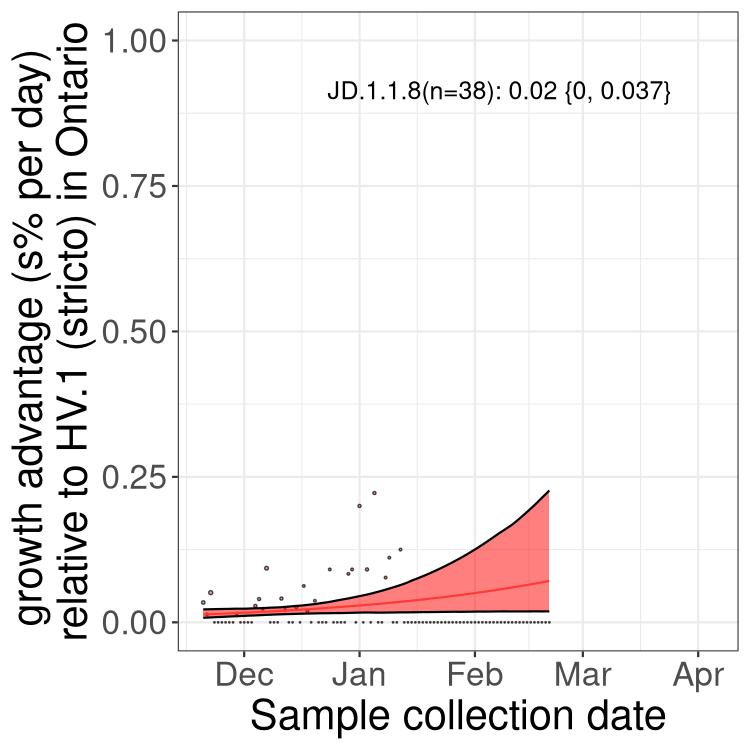 growth advantage (s% per day)
relative to HV.1 (stricto) in Ontario
1.00
0.75
0.50
0.25
0.00
JD.1.1.8(n=38): 0.02 {0, 0.037}
Dec Jan Feb Mar Apr
Sample collection date